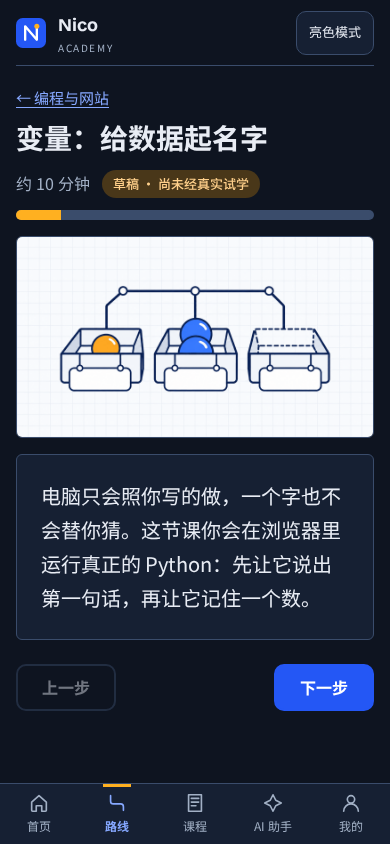 N
Nico
ACADEMY
亮色模式
← 编程与网站
变量：给数据起名字
约 10 分钟
草稿 · 尚未经真实试学
电脑只会照你写的做，一个字也不
会替你猜。这节课你会在浏览器里
运行真正的 Python：先让它说出
第一句话，再让它记住一个数。
上一步
下一步
首页
路线
课程
AI 助手
我的